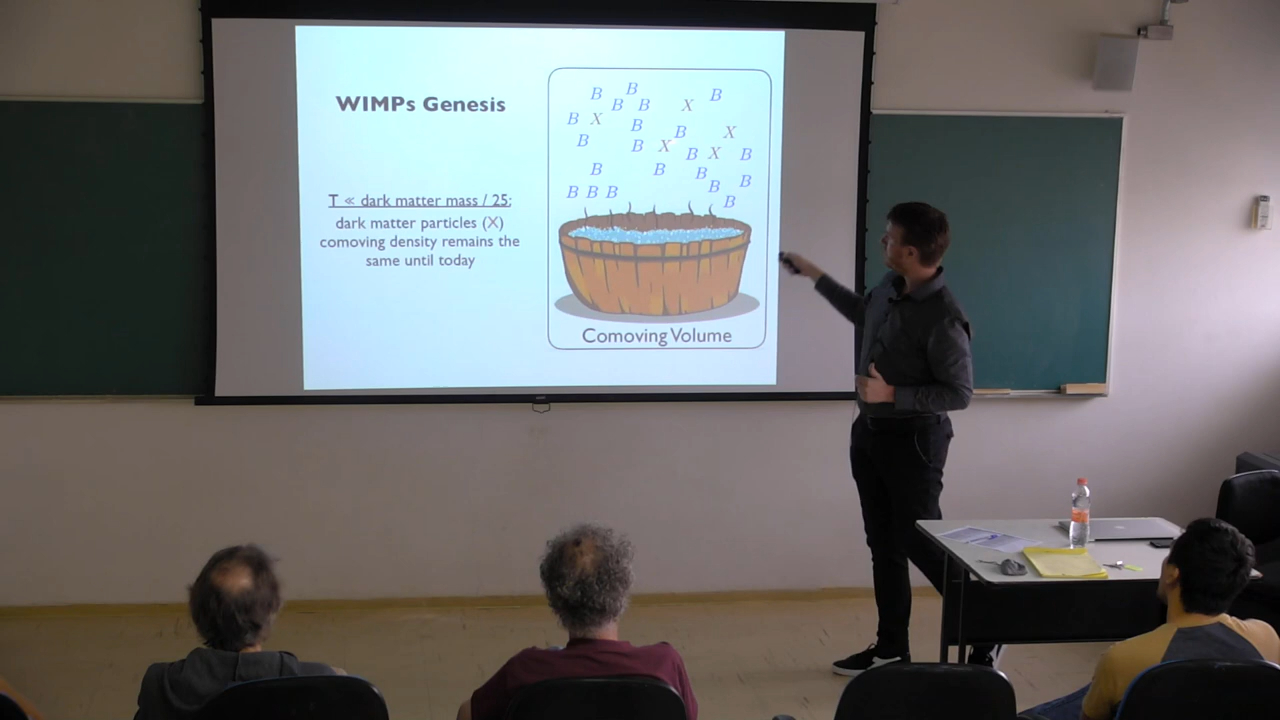 WIMPs Genesis
T ≪ dark matter mass / 25:
dark matter particles (X)
comoving density remains the
same until today
B B B
B B X
B X B
B X
B B X
B X B
B B B
B B
B B B B
Comoving Volume